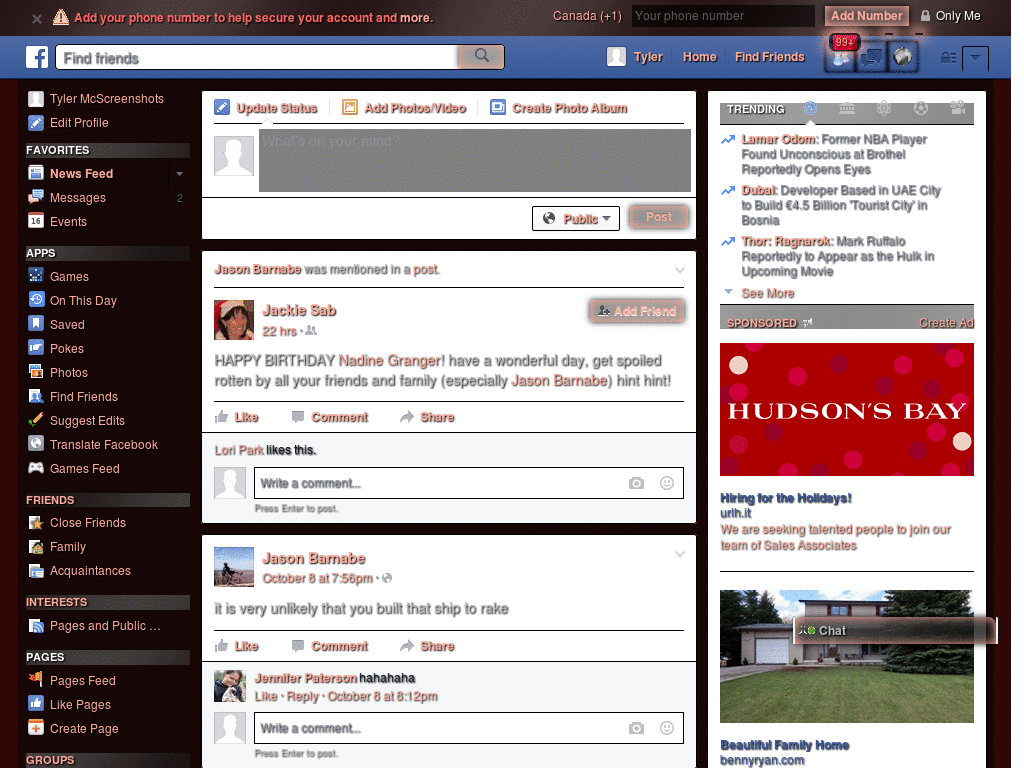 Add your phone number to help secure your account and more.
Canada (+1)
Your phone number
Add Number
Only Me
Find friends
Tyler
Home
Find Friends
99+
Tyler McScreenshots
Edit Profile
FAVORITES
News Feed
Messages 2
16 Events
APPS
Games
On This Day
Saved
Pokes
Photos
Find Friends
Suggest Edits
Translate Facebook
Games Feed
FRIENDS
Close Friends
Family
Acquaintances
INTERESTS
Pages and Public ...
PAGES
Pages Feed
Like Pages
Create Page
GROUPS
Update Status
Add Photos/Video
Create Photo Album
What's on your mind?
Public
Post
Jason Barnabe was mentioned in a post.
Jackie Sab
22 hrs ·
Add Friend
HAPPY BIRTHDAY Nadine Granger! have a wonderful day, get spoiled
rotten by all your friends and family (especially Jason Barnabe) hint hint!
Like Comment Share
Lori Park likes this.
Write a comment...
Press Enter to post.
Jason Barnabe
October 8 at 7:56pm ·
it is very unlikely that you built that ship to rake
Like Comment Share
Jennifer Paterson hahahaha
Like · Reply · October 8 at 8:12pm
Write a comment...
Press Enter to post.
TRENDING
Lamar Odom: Former NBA Player
Found Unconscious at Brothel
Reportedly Opens Eyes
Dubai: Developer Based in UAE City
to Build €4.5 Billion 'Tourist City' in
Bosnia
Thor: Ragnarok: Mark Ruffalo
Reportedly to Appear as the Hulk in
Upcoming Movie
See More
SPONSORED
Create Ad
HUDSON'S BAY
Hiring for the Holidays!
urlh.it
We are seeking talented people to join our
team of Sales Associates
Chat
Beautiful Family Home
bennyryan.com